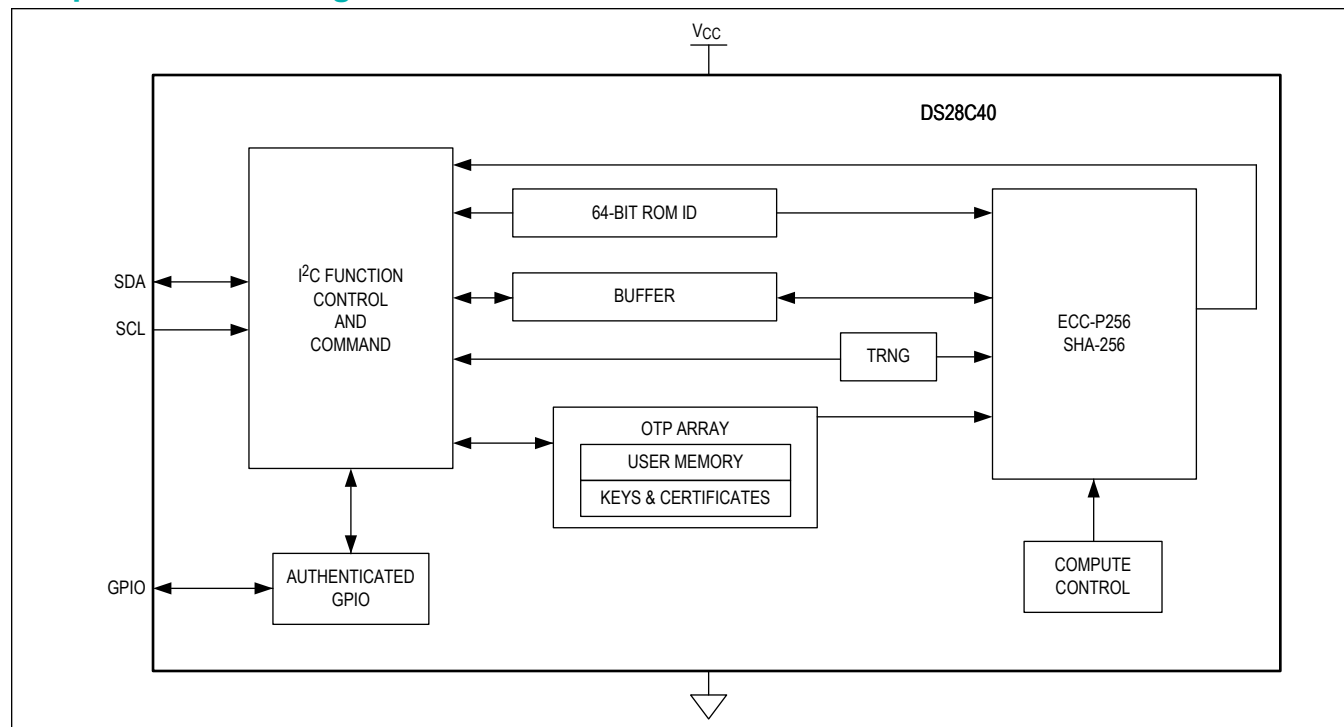 VCC
DS28C40
64-BIT ROM ID
I2C FUNCTION
CONTROL
AND
COMMAND
SDA
SCL
BUFFER
ECC-P256
SHA-256
TRNG
OTP ARRAY
USER MEMORY
KEYS & CERTIFICATES
GPIO
AUTHENTICATED
GPIO
COMPUTE
CONTROL